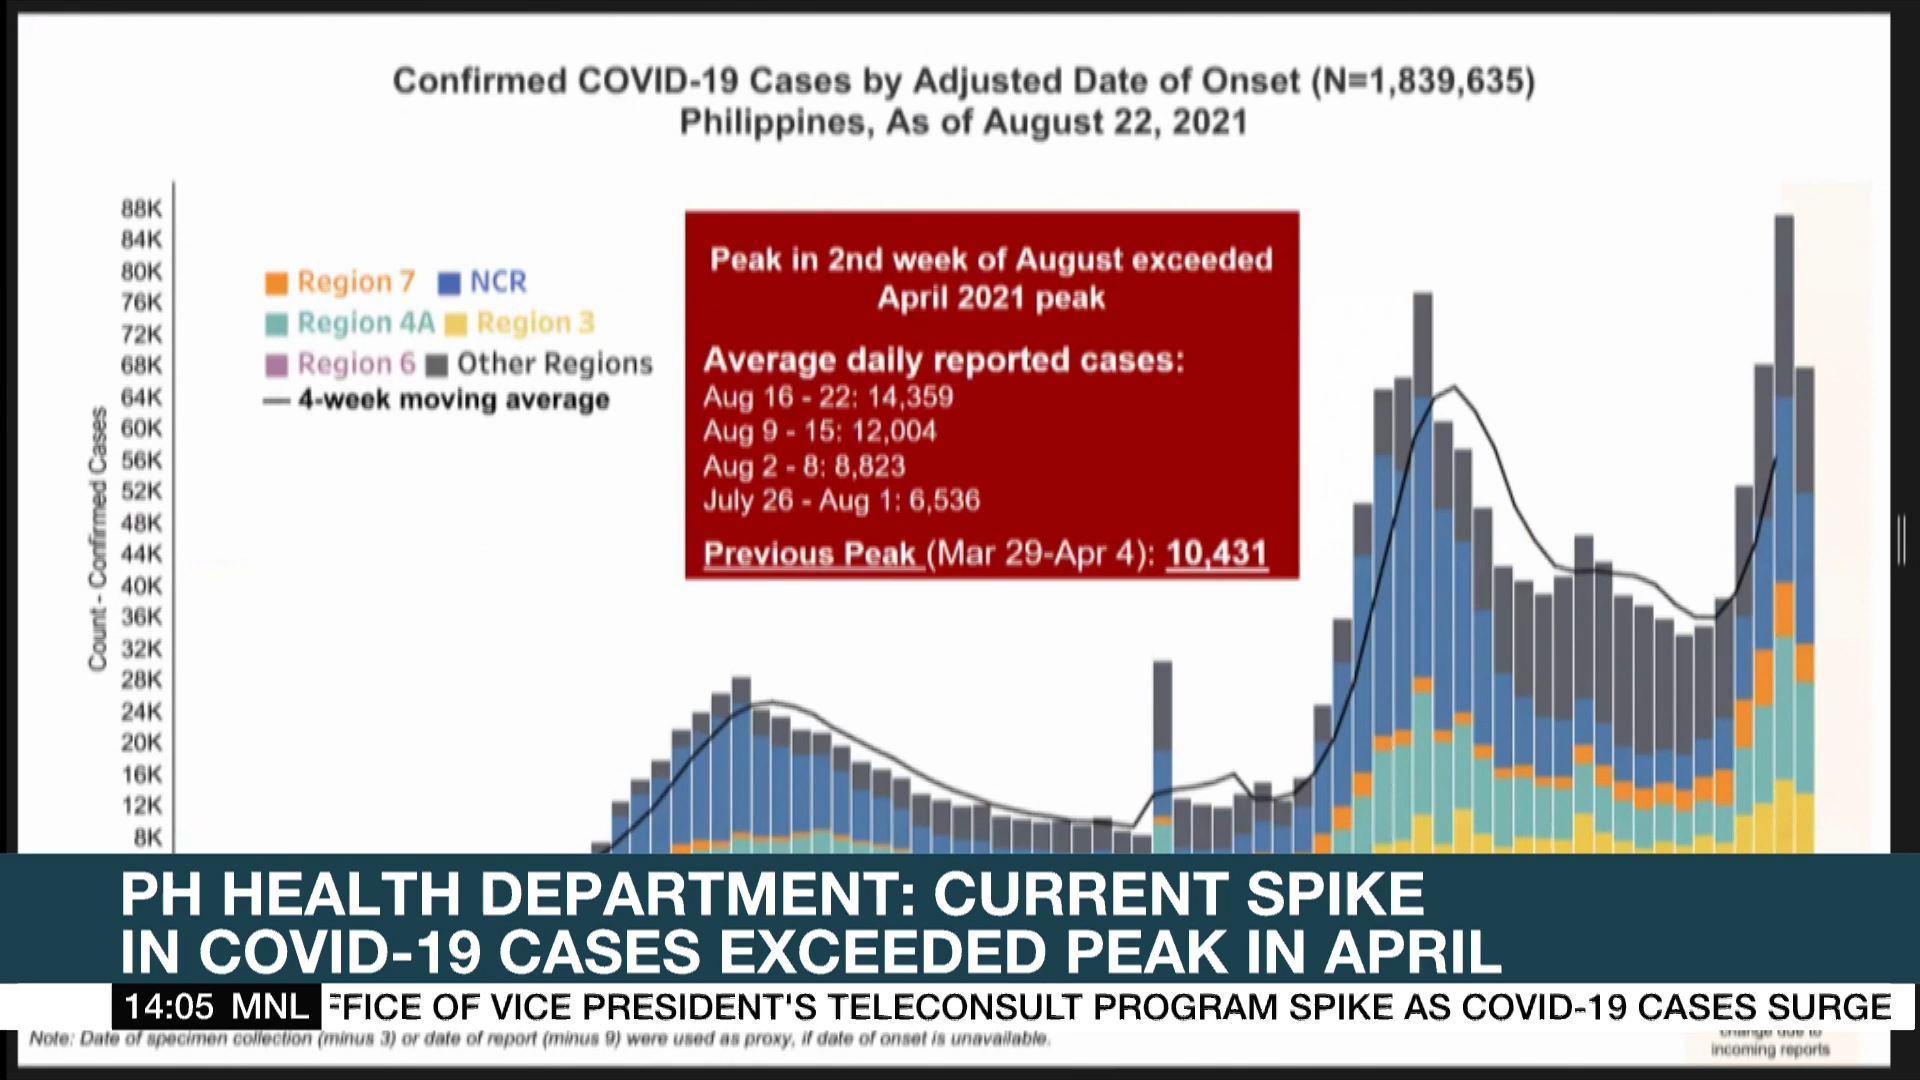 Confirmed COVID-19 Cases by Adjusted Date of Onset (N=1,839,635)
Philippines, As of August 22, 2021
88K
84K
80K
76K
72K
68K
64K
60K
56K
52K
48K
44K
40K
36K
32K
28K
24K
20K
16K
12K
8K
Count - Confirmed Cases
Region 7 NCR
Region 4A Region 3
Region 6 Other Regions
4-week moving average
Peak in 2nd week of August exceeded
April 2021 peak
Average daily reported cases:
Aug 16 - 22: 14,359
Aug 9 - 15: 12,004
Aug 2 - 8: 8,823
July 26 - Aug 1: 6,536
Previous Peak (Mar 29-Apr 4): 10,431
PH HEALTH DEPARTMENT: CURRENT SPIKE
IN COVID-19 CASES EXCEEDED PEAK IN APRIL
14:05 MNL FFICE OF VICE PRESIDENT'S TELECONSULT PROGRAM SPIKE AS COVID-19 CASES SURGE
Note: Date of specimen collection (minus 3) or date of report (minus 9) were used as proxy, if date of onset is unavailable.
change due to
incoming reports